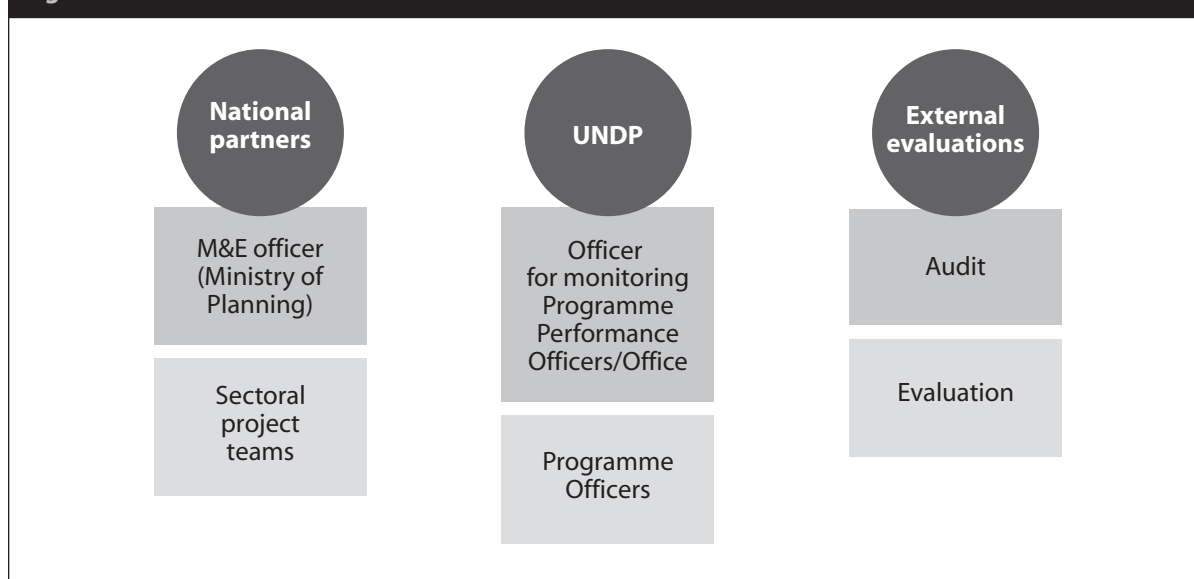 National
partners
M&E officer
(Ministry of
Planning)
Sectoral
project
teams
UNDP
Officer
for monitoring
Programme
Performance
Officers/Office
Programme
Officers
External
evaluations
Audit
Evaluation